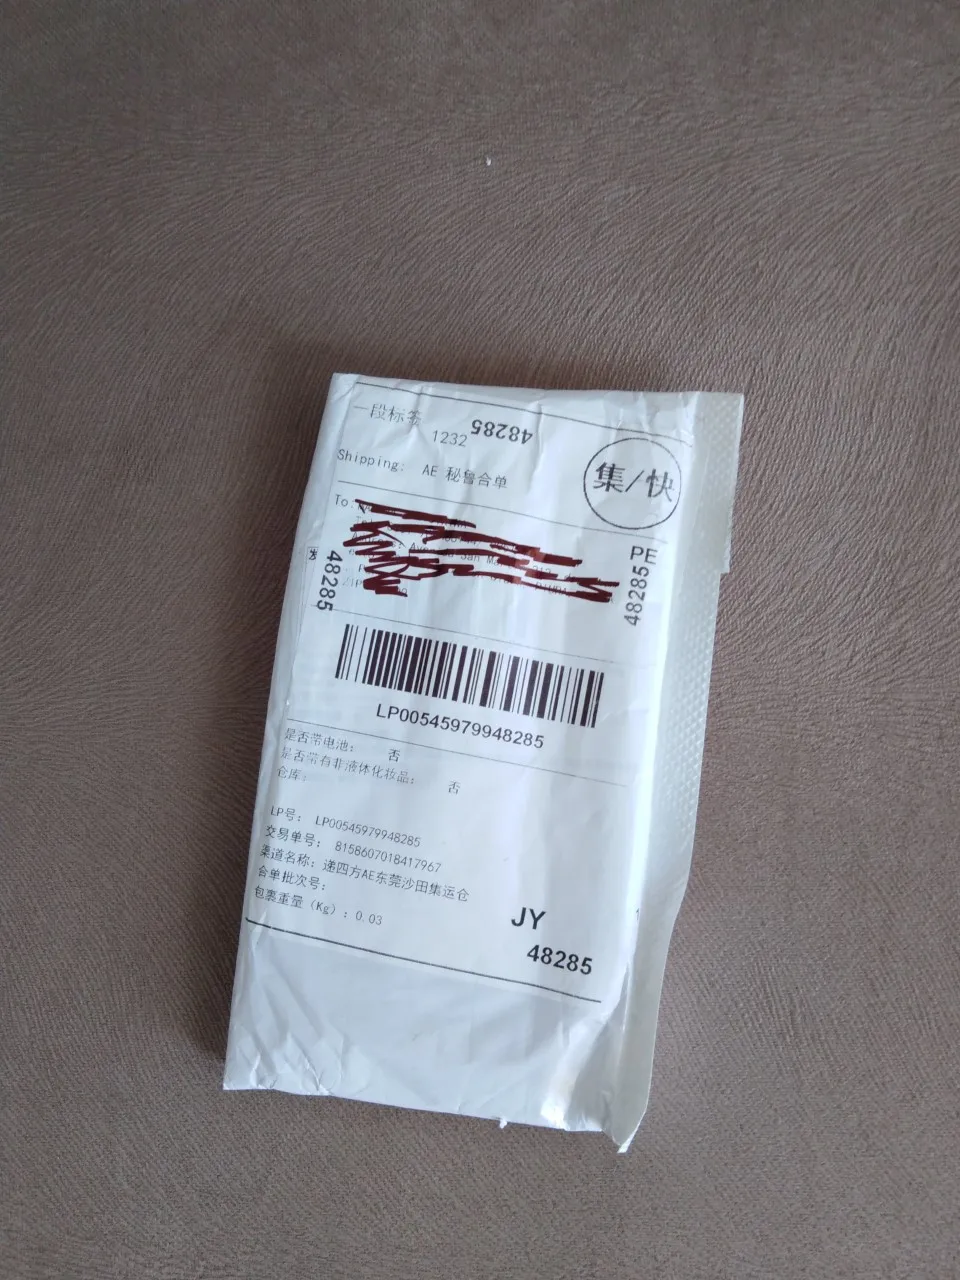 一段标签
1232
48285
集/快
Shipping: AE 秘鲁合单
To:
PE
48285
48285
LP00545979948285
是否带电池: 否
是否带有非液体化妆品: 否
仓库:
LP号: LP00545979948285
交易单号: 8158607018417967
渠道名称: 递四方AE东莞沙田集运仓
合单批次号:
包裹重量(Kg): 0.03
JY
48285